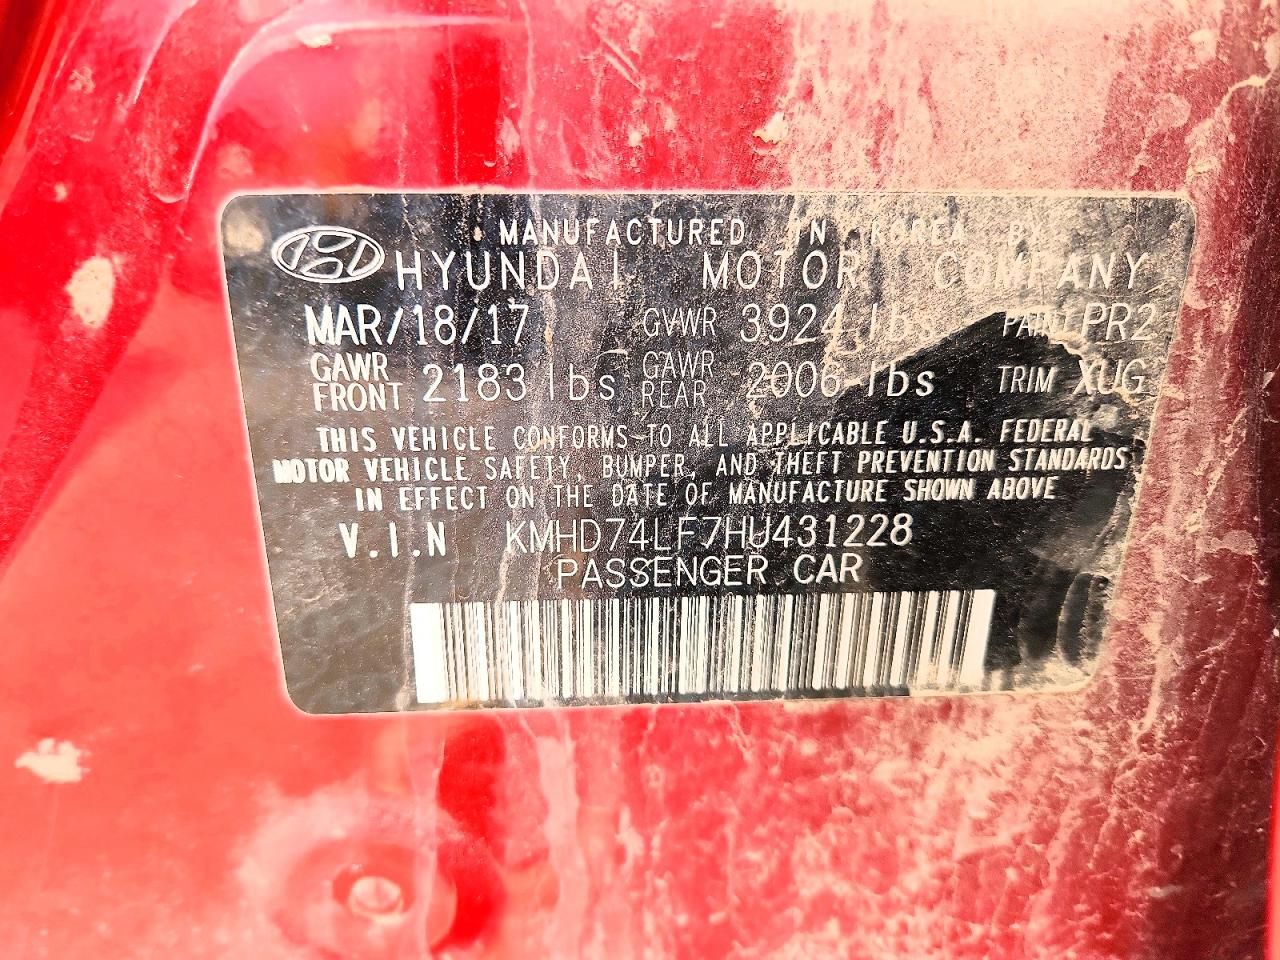 MANUFACTURED IN KOREA BY
HYUNDAI MOTOR COMPANY
MAR/18/17 GVWR 3924 lbs PAINT PR2
GAWR FRONT 2183 lbs GAWR REAR 2006 lbs TRIM XUG
THIS VEHICLE CONFORMS TO ALL APPLICABLE U.S.A. FEDERAL
MOTOR VEHICLE SAFETY, BUMPER, AND THEFT PREVENTION STANDARDS
IN EFFECT ON THE DATE OF MANUFACTURE SHOWN ABOVE
V.I.N KMHD74LF7HU431228
PASSENGER CAR